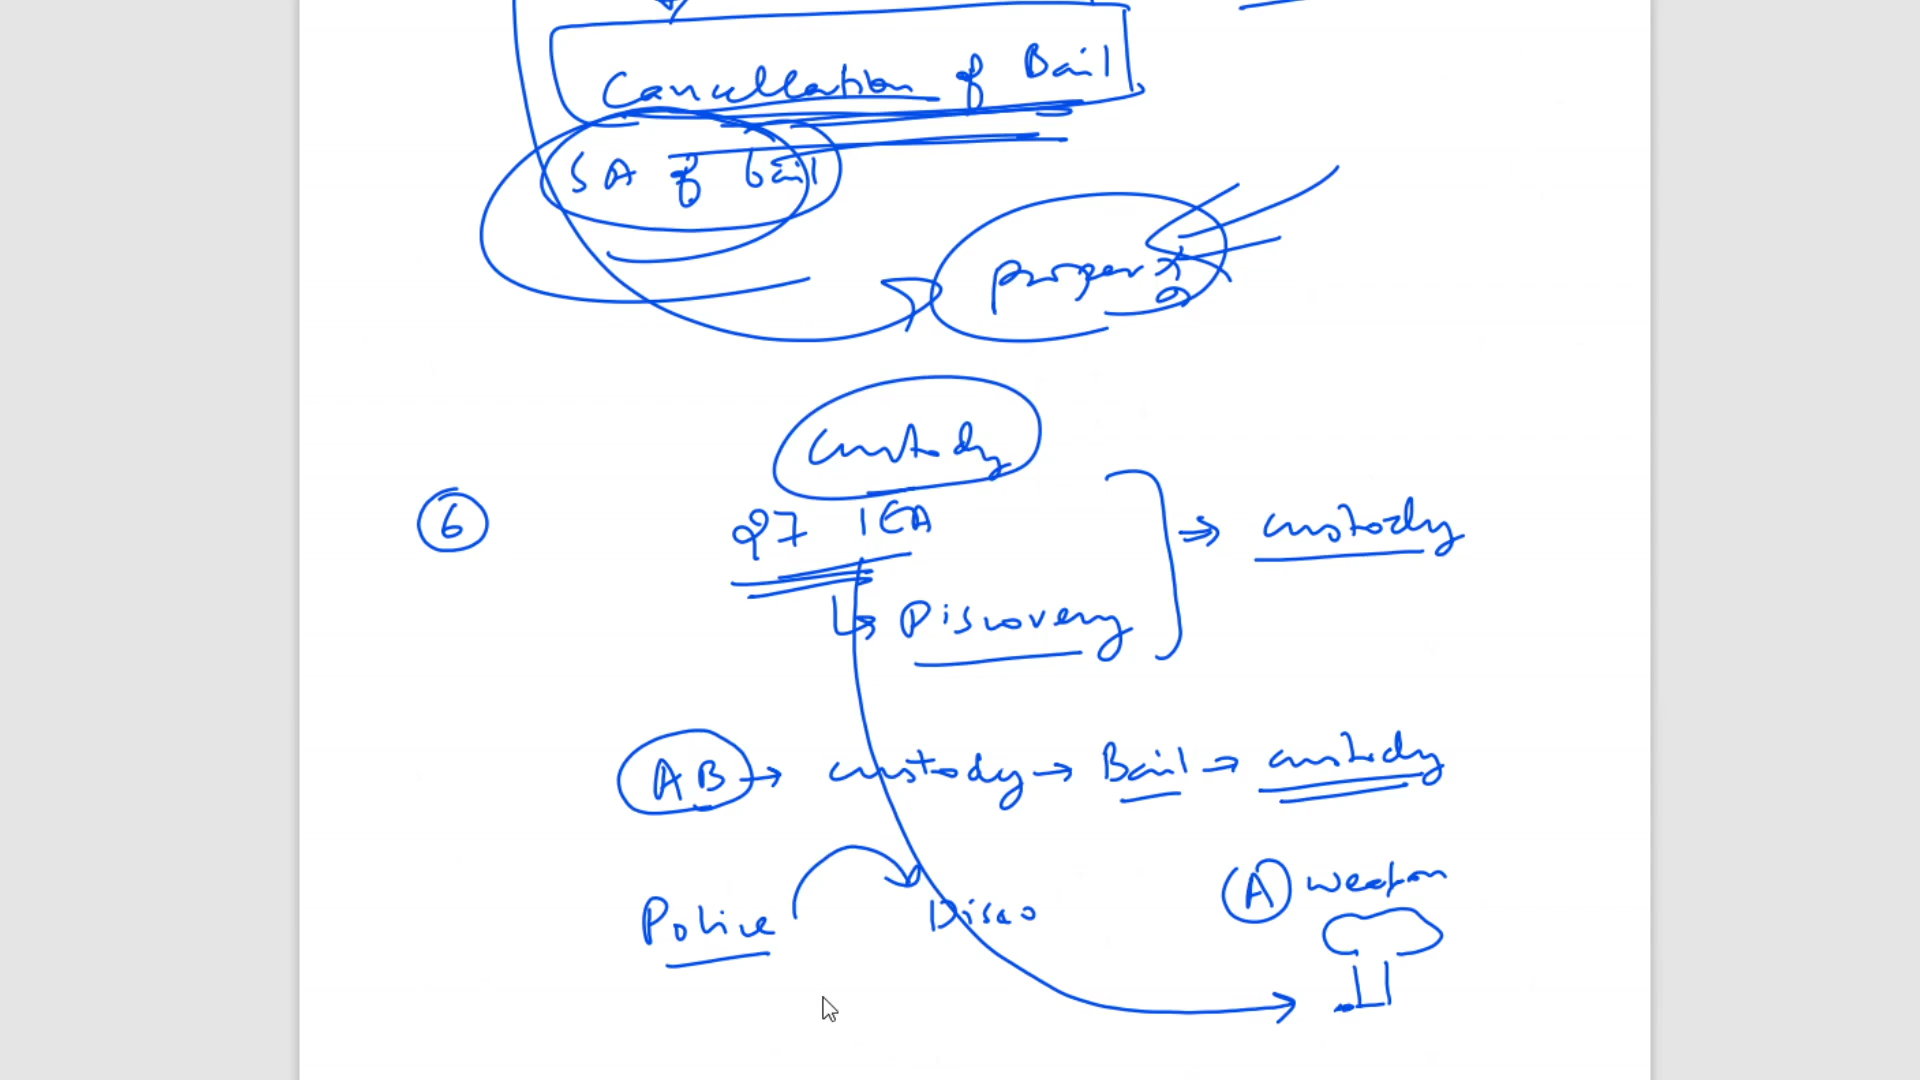 Cancellation of Bail
SA of bail
property
custody
6 27 IEA ⇒ custody
↳ Discovery
AB → custody → Bail → custody
A weapon
Police Disco